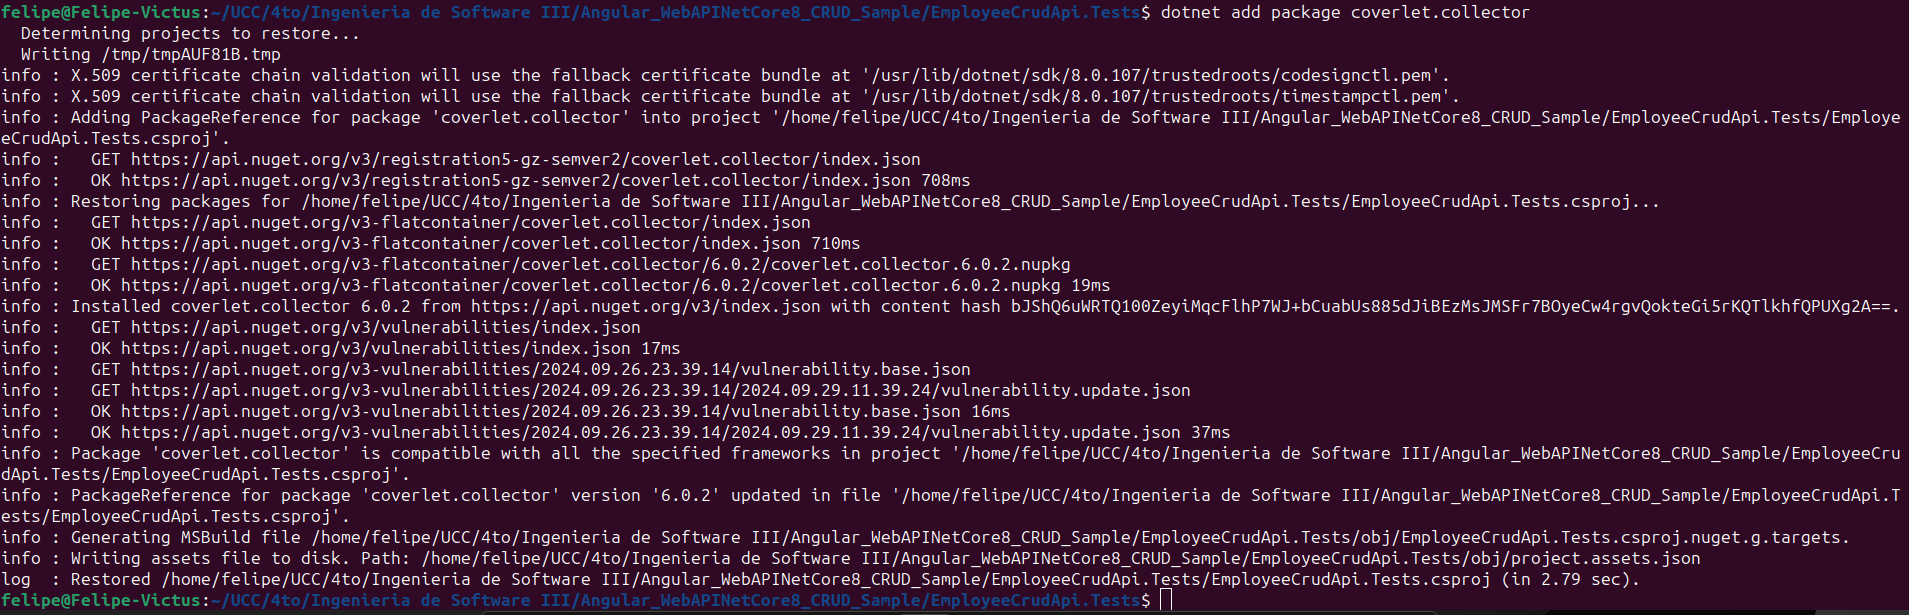 felipe@Felipe-Victus:~/UCC/4to/Ingenieria de Software III/Angular_WebAPINetCore8_CRUD_Sample/EmployeeCrudApi.Tests$ dotnet add package coverlet.collector
  Determining projects to restore...
  Writing /tmp/tmpAUF81B.tmp
info : X.509 certificate chain validation will use the fallback certificate bundle at '/usr/lib/dotnet/sdk/8.0.107/trustedroots/codesignctl.pem'.
info : X.509 certificate chain validation will use the fallback certificate bundle at '/usr/lib/dotnet/sdk/8.0.107/trustedroots/timestampctl.pem'.
info : Adding PackageReference for package 'coverlet.collector' into project '/home/felipe/UCC/4to/Ingenieria de Software III/Angular_WebAPINetCore8_CRUD_Sample/EmployeeCrudApi.Tests/Employe
eCrudApi.Tests.csproj'.
info :   GET https://api.nuget.org/v3/registration5-gz-semver2/coverlet.collector/index.json
info :   OK https://api.nuget.org/v3/registration5-gz-semver2/coverlet.collector/index.json 708ms
info : Restoring packages for /home/felipe/UCC/4to/Ingenieria de Software III/Angular_WebAPINetCore8_CRUD_Sample/EmployeeCrudApi.Tests/EmployeeCrudApi.Tests.csproj...
info :   GET https://api.nuget.org/v3-flatcontainer/coverlet.collector/index.json
info :   OK https://api.nuget.org/v3-flatcontainer/coverlet.collector/index.json 710ms
info :   GET https://api.nuget.org/v3-flatcontainer/coverlet.collector/6.0.2/coverlet.collector.6.0.2.nupkg
info :   OK https://api.nuget.org/v3-flatcontainer/coverlet.collector/6.0.2/coverlet.collector.6.0.2.nupkg 19ms
info : Installed coverlet.collector 6.0.2 from https://api.nuget.org/v3/index.json with content hash bJShQ6uWRTQ100ZeyiMqcFlhP7WJ+bCuabUs885dJiBEzMsJMSFr7BOyeCw4rgvQokteGi5rKQTlkhfQPUXg2A==.
info :   GET https://api.nuget.org/v3/vulnerabilities/index.json
info :   OK https://api.nuget.org/v3/vulnerabilities/index.json 17ms
info :   GET https://api.nuget.org/v3-vulnerabilities/2024.09.26.23.39.14/vulnerability.base.json
info :   GET https://api.nuget.org/v3-vulnerabilities/2024.09.26.23.39.14/2024.09.29.11.39.24/vulnerability.update.json
info :   OK https://api.nuget.org/v3-vulnerabilities/2024.09.26.23.39.14/vulnerability.base.json 16ms
info :   OK https://api.nuget.org/v3-vulnerabilities/2024.09.26.23.39.14/2024.09.29.11.39.24/vulnerability.update.json 37ms
info : Package 'coverlet.collector' is compatible with all the specified frameworks in project '/home/felipe/UCC/4to/Ingenieria de Software III/Angular_WebAPINetCore8_CRUD_Sample/EmployeeCru
dApi.Tests/EmployeeCrudApi.Tests.csproj'.
info : PackageReference for package 'coverlet.collector' version '6.0.2' updated in file '/home/felipe/UCC/4to/Ingenieria de Software III/Angular_WebAPINetCore8_CRUD_Sample/EmployeeCrudApi.T
ests/EmployeeCrudApi.Tests.csproj'.
info : Generating MSBuild file /home/felipe/UCC/4to/Ingenieria de Software III/Angular_WebAPINetCore8_CRUD_Sample/EmployeeCrudApi.Tests/obj/EmployeeCrudApi.Tests.csproj.nuget.g.targets.
info : Writing assets file to disk. Path: /home/felipe/UCC/4to/Ingenieria de Software III/Angular_WebAPINetCore8_CRUD_Sample/EmployeeCrudApi.Tests/obj/project.assets.json
log  : Restored /home/felipe/UCC/4to/Ingenieria de Software III/Angular_WebAPINetCore8_CRUD_Sample/EmployeeCrudApi.Tests/EmployeeCrudApi.Tests.csproj (in 2.79 sec).
felipe@Felipe-Victus:~/UCC/4to/Ingenieria de Software III/Angular_WebAPINetCore8_CRUD_Sample/EmployeeCrudApi.Tests$